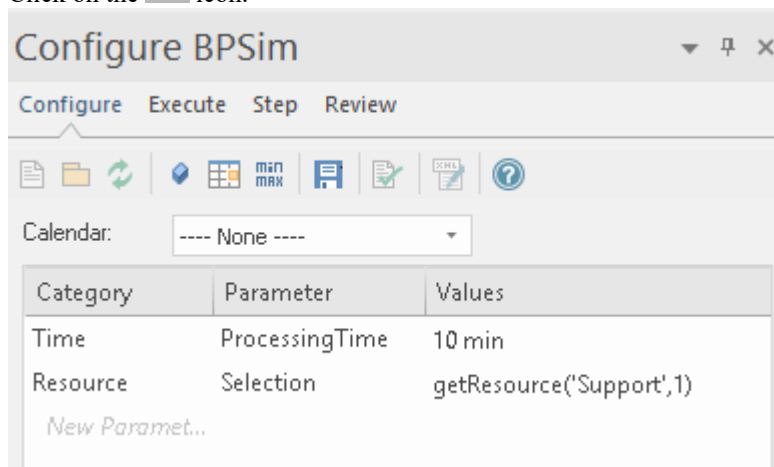 Click on the icon.
Configure BPSim
Configure Execute Step Review
min
max
XML
?
Calendar: ---- None ----
Category Parameter Values
Time ProcessingTime 10 min
Resource Selection getResource('Support',1)
New Paramet...